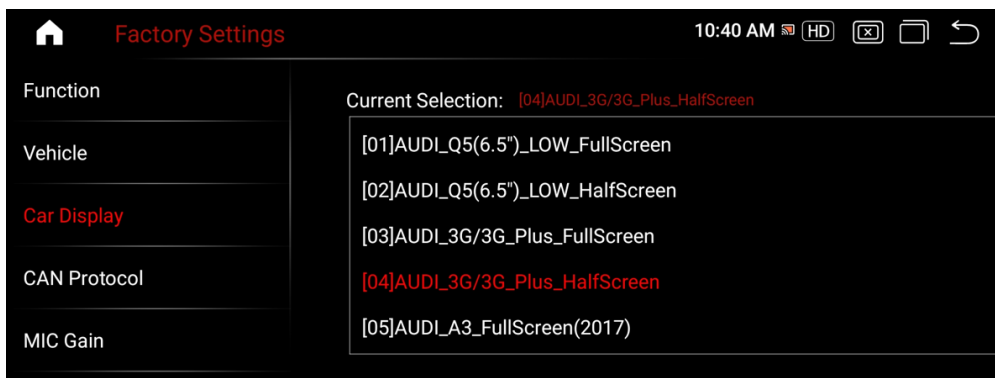 Factory Settings
10:40 AM HD
Function
Vehicle
Car Display
CAN Protocol
MIC Gain
Current Selection: [04]AUDI_3G/3G_Plus_HalfScreen
[01]AUDI_Q5(6.5")_LOW_FullScreen
[02]AUDI_Q5(6.5")_LOW_HalfScreen
[03]AUDI_3G/3G_Plus_FullScreen
[04]AUDI_3G/3G_Plus_HalfScreen
[05]AUDI_A3_FullScreen(2017)